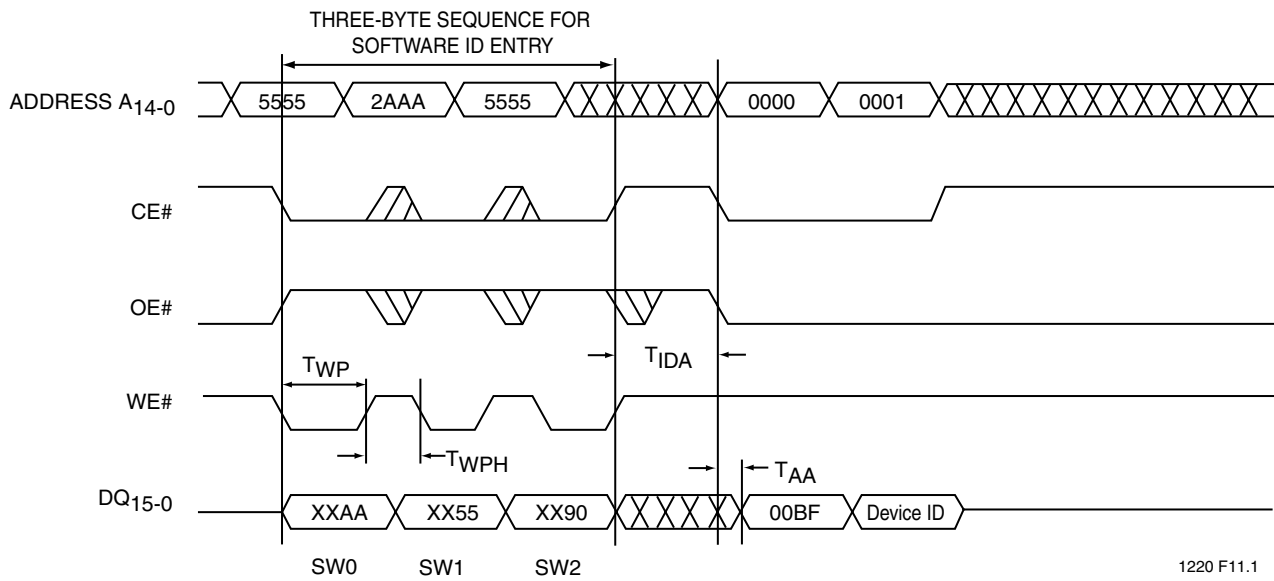 THREE-BYTE SEQUENCE FOR
SOFTWARE ID ENTRY
ADDRESS A14-0
5555
2AAA
5555
0000
0001
CE#
OE#
TIDA
TWP
WE#
TWPH
TAA
DQ15-0
XXAA
XX55
XX90
00BF
Device ID
SW0
SW1
SW2
1220 F11.1